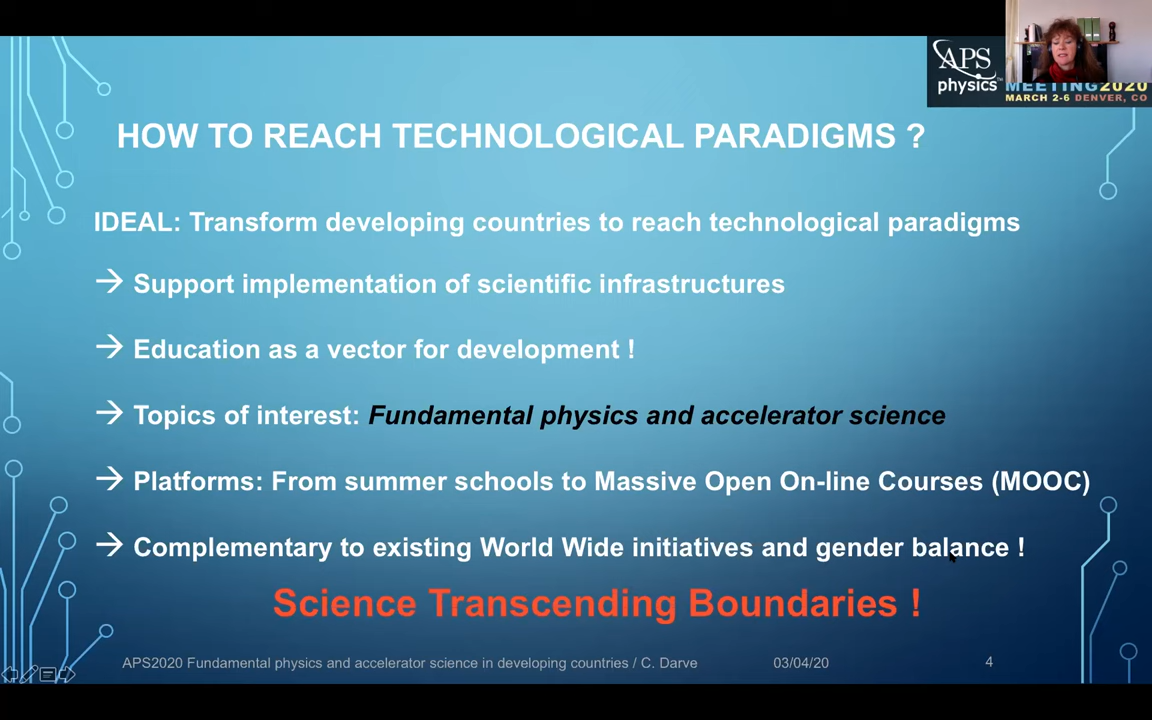 APS
physics™
MEETING2020
MARCH 2-6 DENVER, CO
HOW TO REACH TECHNOLOGICAL PARADIGMS ?
IDEAL: Transform developing countries to reach technological paradigms
→ Support implementation of scientific infrastructures
→ Education as a vector for development !
→ Topics of interest: Fundamental physics and accelerator science
→ Platforms: From summer schools to Massive Open On-line Courses (MOOC)
→ Complementary to existing World Wide initiatives and gender balance !
Science Transcending Boundaries !
APS2020 Fundamental physics and accelerator science in developing countries / C. Darve 03/04/20 4